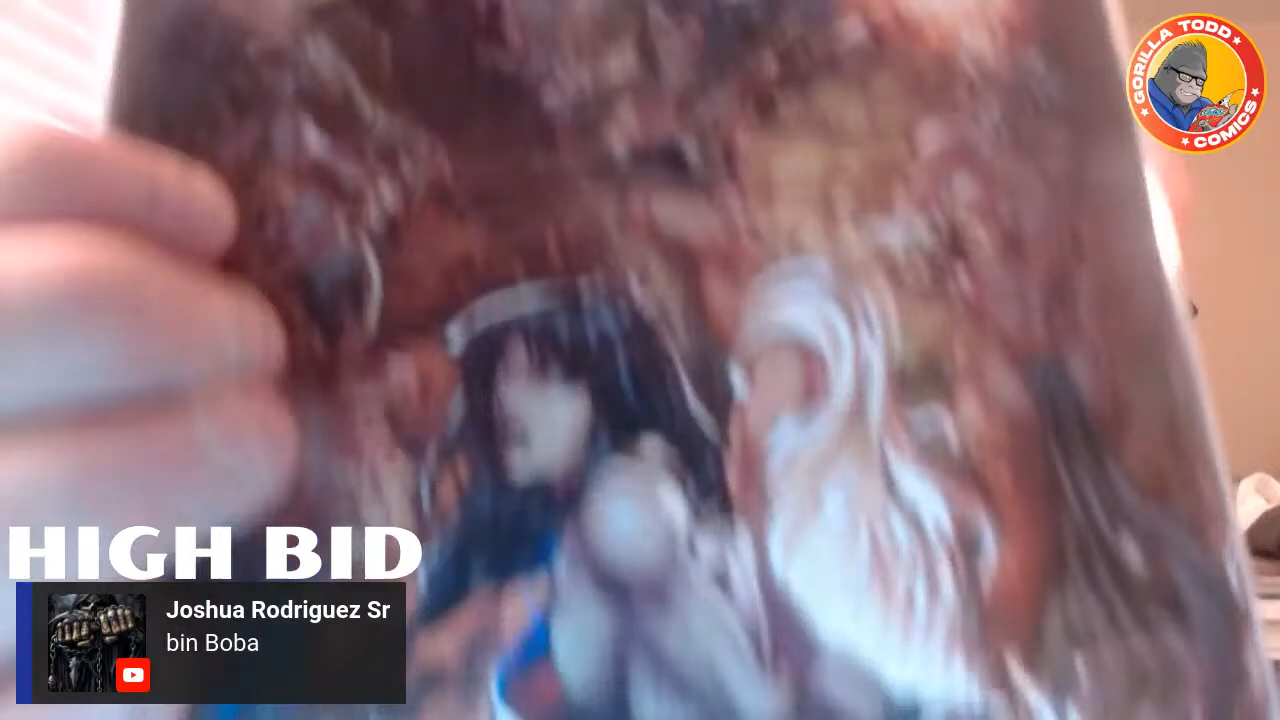 GORILLA TODD
COMICS
HIGH BID
Joshua Rodriguez Sr
bin Boba